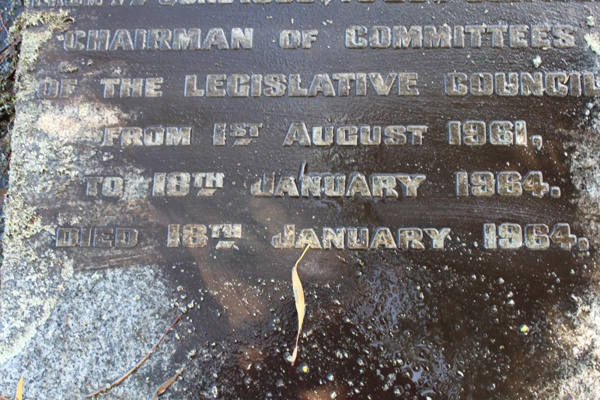 CHAIRMAN OF COMMITTEES
OF THE LEGISLATIVE COUNCIL
FROM 1ST AUGUST 1961,
TO 18TH JANUARY 1964.
DIED 18TH JANUARY 1964.